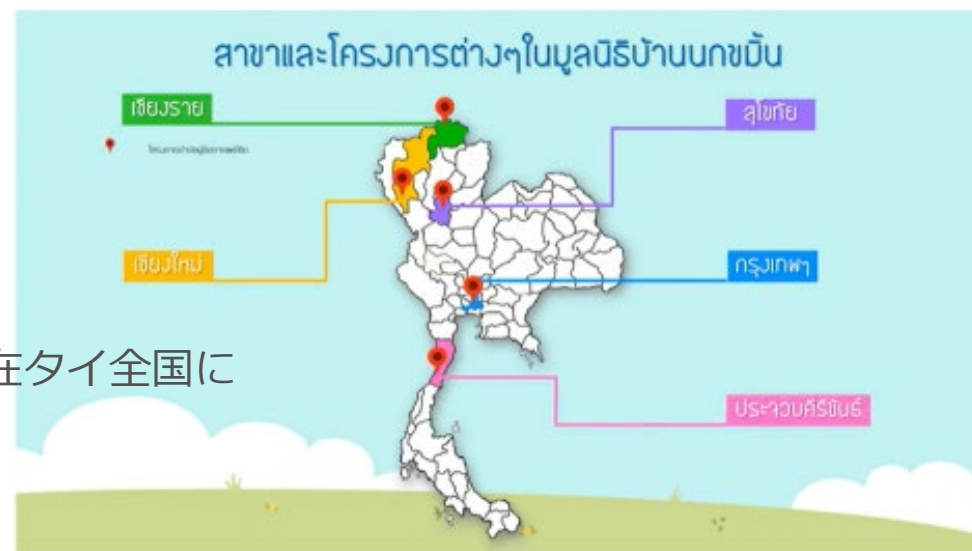 สาขาและโครงการต่างๆในมูลนิธิบ้านนกขมิ้น
เชียงราย
สุโขทัย
เชียงใหม่
กรุงเทพฯ
在タイ全国に
ประจวบคีรีขันธ์